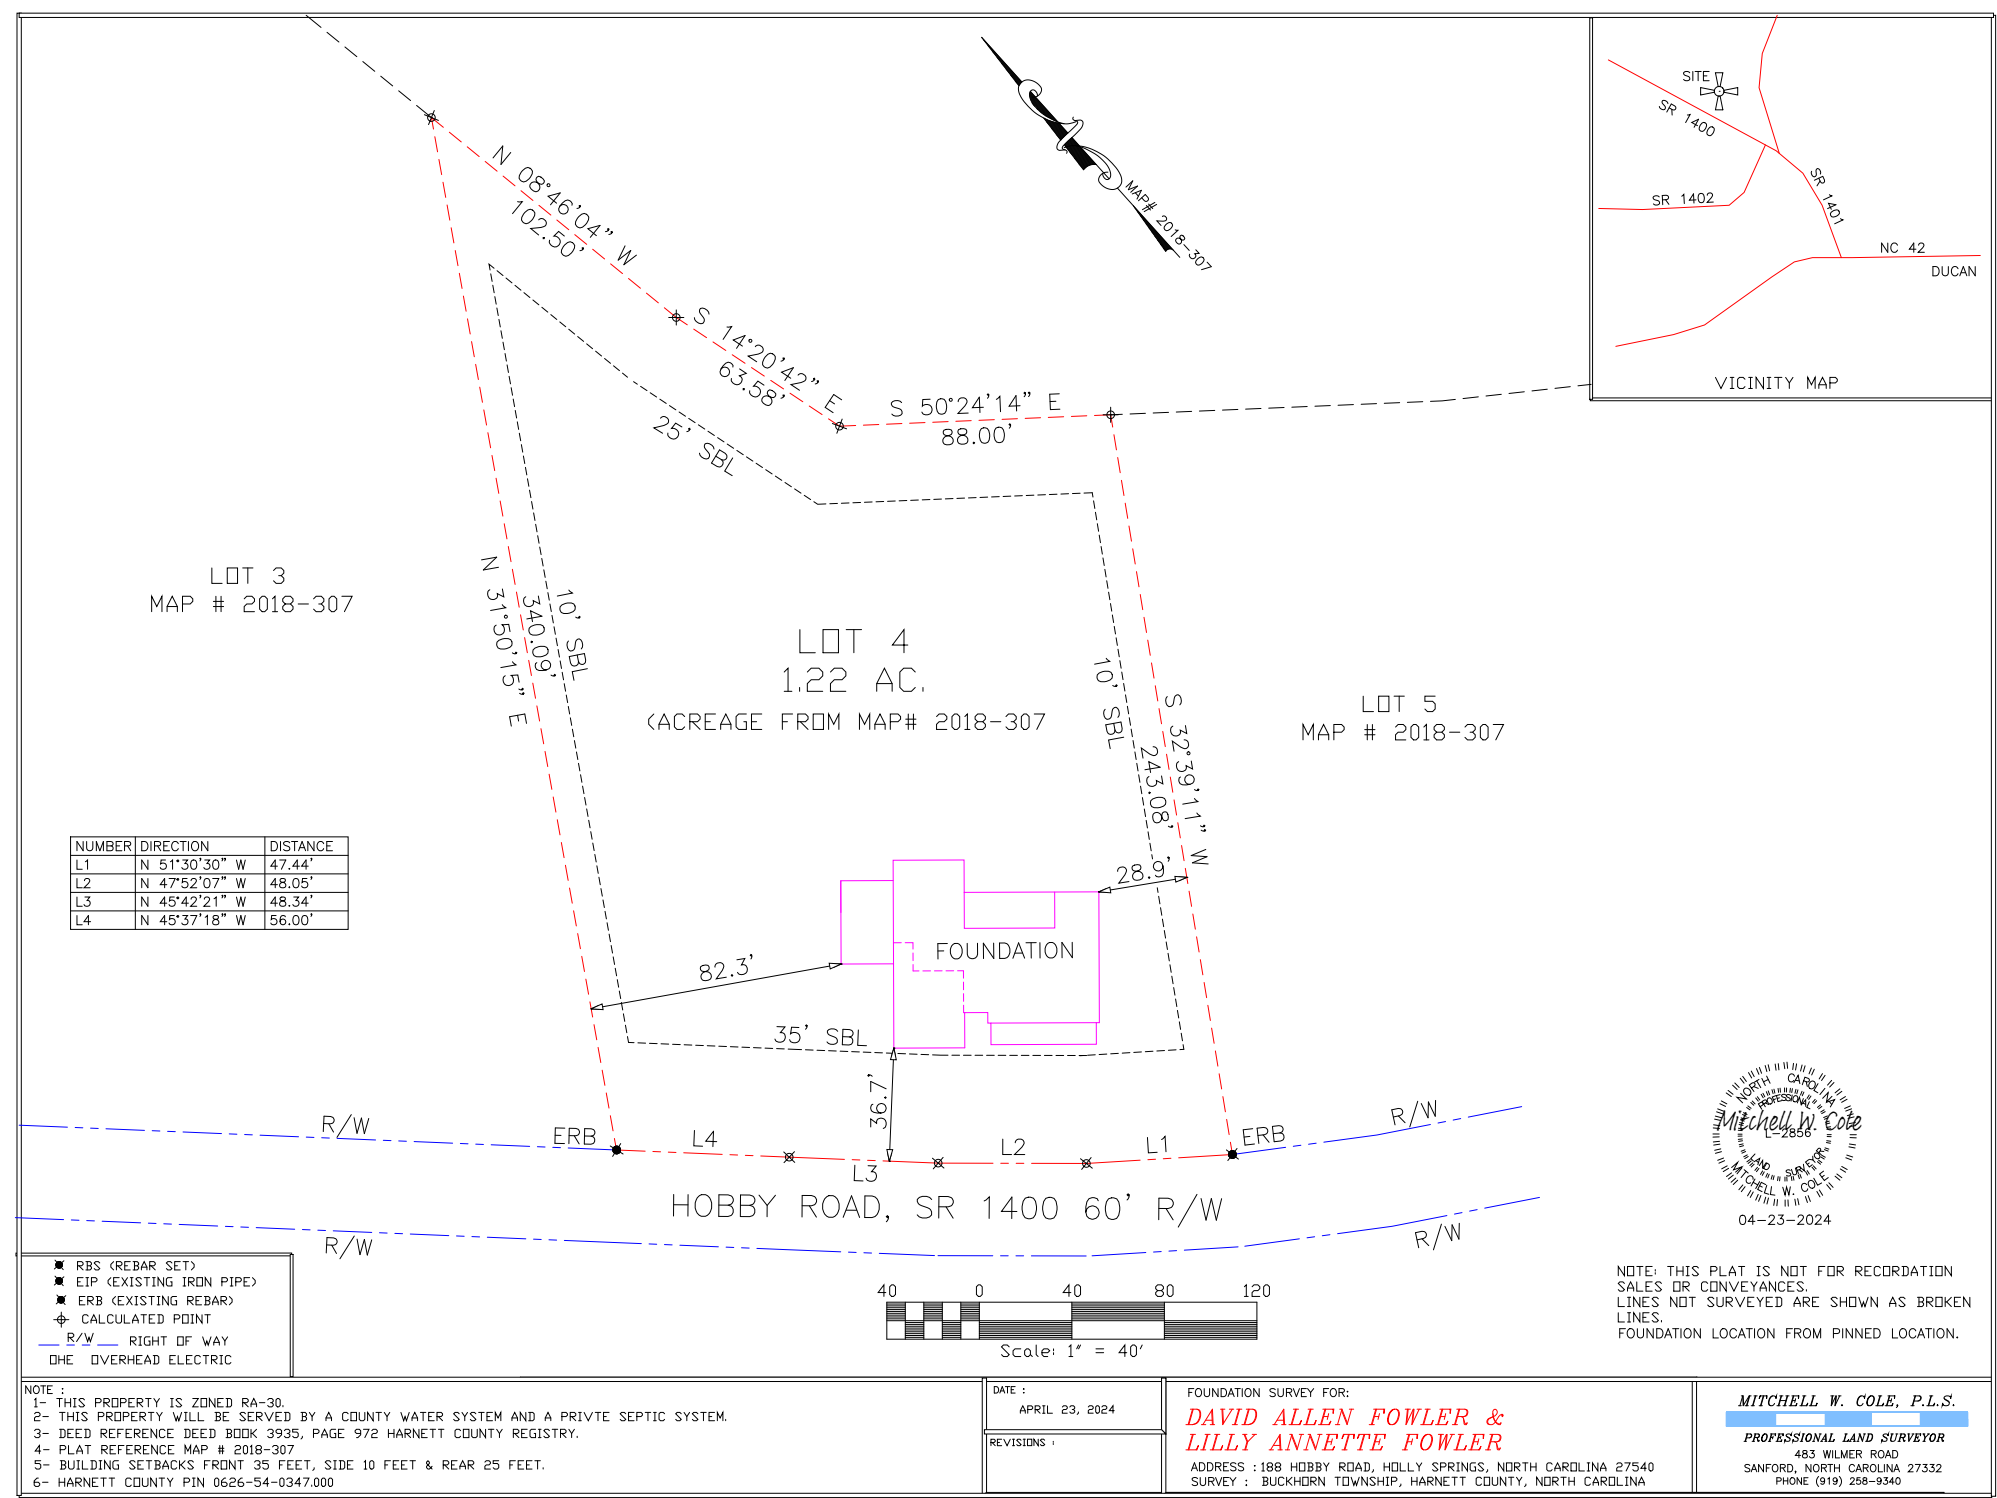 N 08°46'04" W
102.50'
S 14°20'42" E
63.58'
S 50°24'14" E
88.00'
25' SBL
MAP# 2018-307
SITE
SR 1400
SR 1402
SR 1401
NC 42
DUCAN
VICINITY MAP
LOT 3
MAP # 2018-307
N 31°50'15" E
340.09'
10' SBL
LOT 4
1.22 AC.
(ACREAGE FROM MAP# 2018-307
10' SBL
S 32°39'11" W
243.08'
LOT 5
MAP # 2018-307
NUMBER DIRECTION DISTANCE
L1 N 51°30'30" W 47.44'
L2 N 47°52'07" W 48.05'
L3 N 45°42'21" W 48.34'
L4 N 45°37'18" W 56.00'
28.9'
FOUNDATION
82.3'
35' SBL
36.7'
R/W
ERB
L4
L3
L2
L1
ERB
R/W
HOBBY ROAD, SR 1400 60' R/W
R/W
R/W
NORTH CAROLINA
PROFESSIONAL
Mitchell W. Cole
L-2856
LAND SURVEYOR
MITCHELL W. COLE
04-23-2024
RBS (REBAR SET)
EIP (EXISTING IRON PIPE)
ERB (EXISTING REBAR)
CALCULATED POINT
R/W RIGHT OF WAY
OHE OVERHEAD ELECTRIC
40 0 40 80 120
Scale: 1" = 40'
NOTE: THIS PLAT IS NOT FOR RECORDATION
SALES OR CONVEYANCES.
LINES NOT SURVEYED ARE SHOWN AS BROKEN
LINES.
FOUNDATION LOCATION FROM PINNED LOCATION.
NOTE :
1- THIS PROPERTY IS ZONED RA-30.
2- THIS PROPERTY WILL BE SERVED BY A COUNTY WATER SYSTEM AND A PRIVTE SEPTIC SYSTEM.
3- DEED REFERENCE DEED BOOK 3935, PAGE 972 HARNETT COUNTY REGISTRY.
4- PLAT REFERENCE MAP # 2018-307
5- BUILDING SETBACKS FRONT 35 FEET, SIDE 10 FEET & REAR 25 FEET.
6- HARNETT COUNTY PIN 0626-54-0347.000
DATE :
APRIL 23, 2024
REVISIONS :
FOUNDATION SURVEY FOR:
DAVID ALLEN FOWLER &
LILLY ANNETTE FOWLER
ADDRESS : 188 HOBBY ROAD, HOLLY SPRINGS, NORTH CAROLINA 27540
SURVEY : BUCKHORN TOWNSHIP, HARNETT COUNTY, NORTH CAROLINA
MITCHELL W. COLE, P.L.S.
PROFESSIONAL LAND SURVEYOR
483 WILMER ROAD
SANFORD, NORTH CAROLINA 27332
PHONE (919) 258-9340